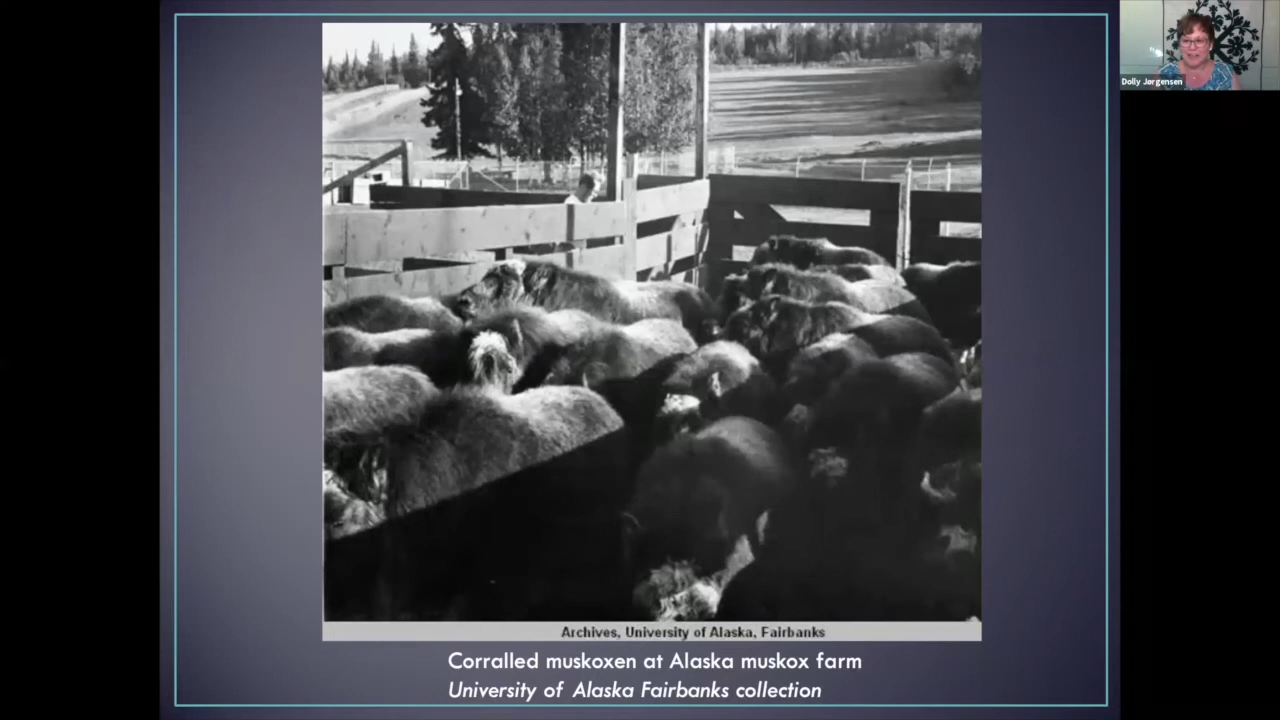 Dolly Jørgensen
Archives, University of Alaska, Fairbanks
Corralled muskoxen at Alaska muskox farm
University of Alaska Fairbanks collection